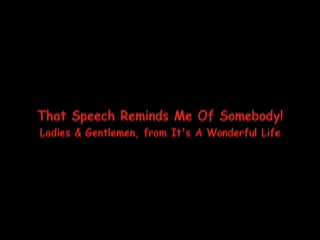 That Speech Reminds Me Of Somebody!
Ladies & Gentlemen, from It's A Wonderful Life